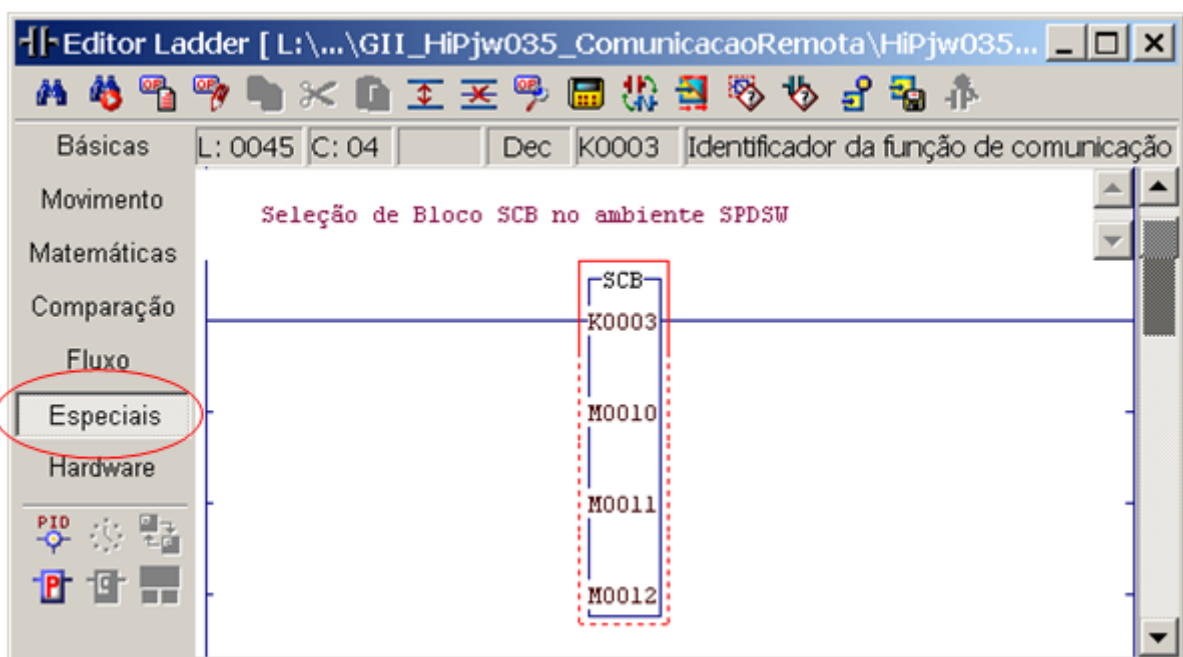 Editor Ladder [ L:\...\GII_HiPjw035_ComunicacaoRemota\HiPjw035...
Básicas
L: 0045 C: 04 Dec K0003 Identificador da função de comunicação
Movimento
Matemáticas
Comparação
Fluxo
Especiais
Hardware
PID
P
Seleção de Bloco SCB no ambiente SPDSW
SCB
K0003
M0010
M0011
M0012